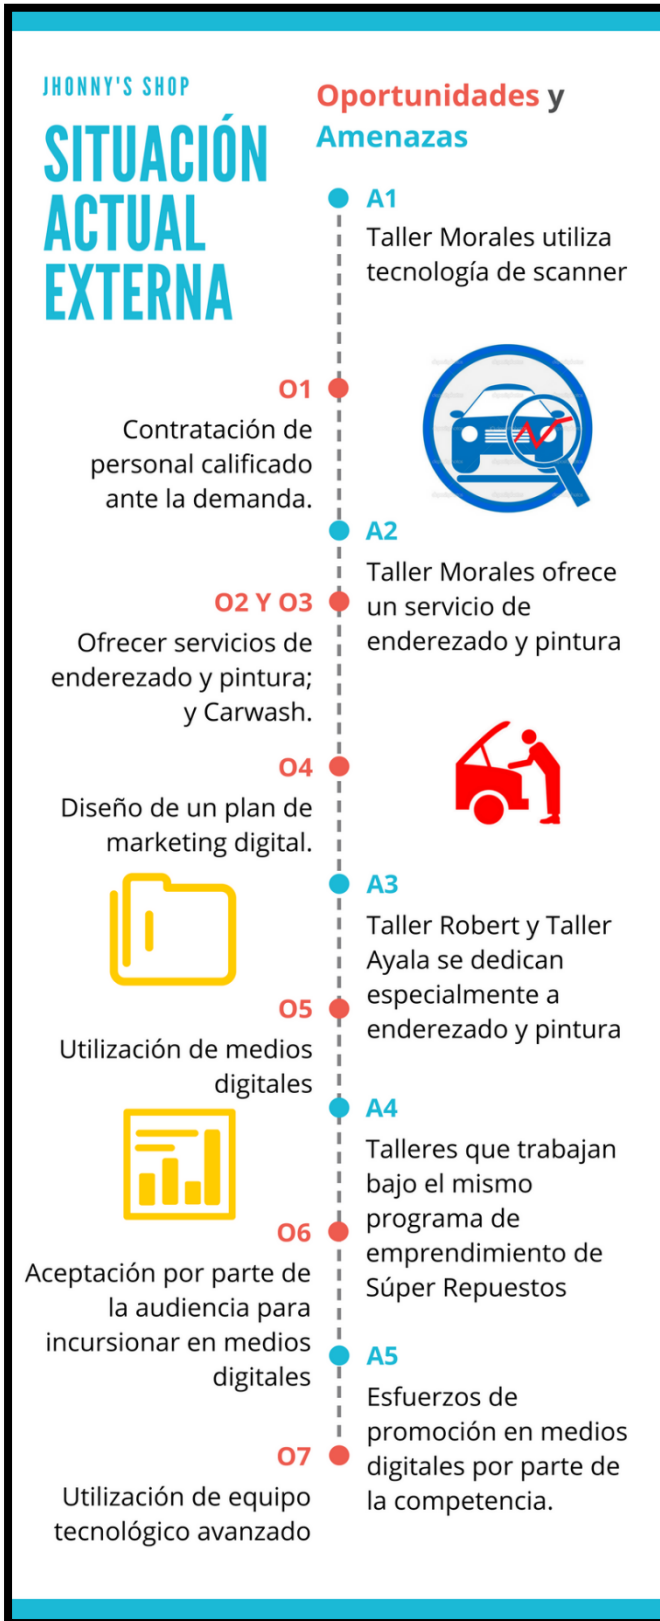 JHONNY'S SHOP
SITUACIÓN
ACTUAL
EXTERNA
Oportunidades y
Amenazas
A1
Taller Morales utiliza
tecnología de scanner
O1
Contratación de
personal calificado
ante la demanda.
A2
Taller Morales ofrece
un servicio de
enderezado y pintura
O2 Y O3
Ofrecer servicios de
enderezado y pintura;
y Carwash.
O4
Diseño de un plan de
marketing digital.
A3
Taller Robert y Taller
Ayala se dedican
especialmente a
enderezado y pintura
O5
Utilización de medios
digitales
A4
Talleres que trabajan
bajo el mismo
programa de
emprendimiento de
Súper Repuestos
O6
Aceptación por parte de
la audiencia para
incursionar en medios
digitales
A5
Esfuerzos de
promoción en medios
digitales por parte de
la competencia.
O7
Utilización de equipo
tecnológico avanzado